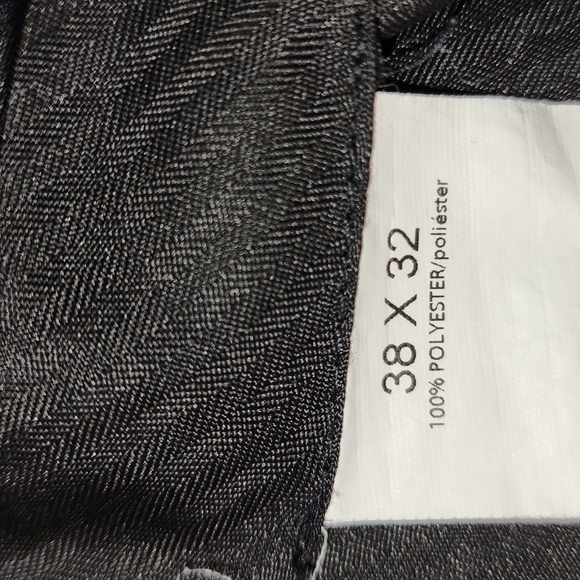 38 X 32
100% POLYESTER/poliéster